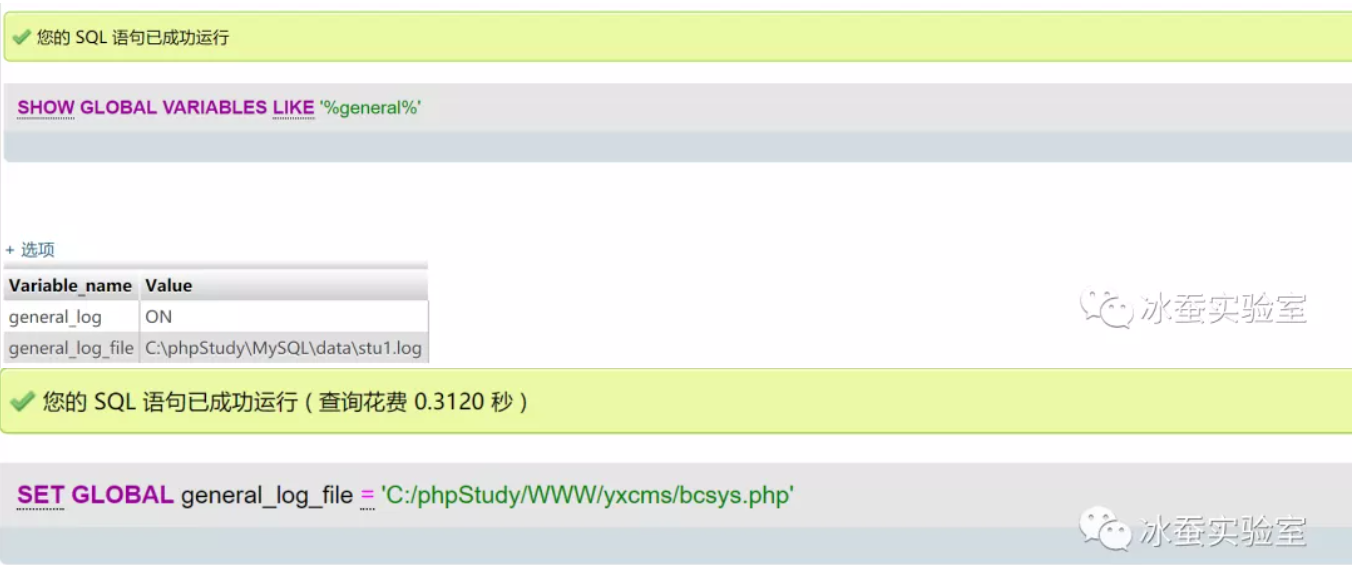 您的 SQL 语句已成功运行
SHOW GLOBAL VARIABLES LIKE '%general%'
+ 选项
Variable_name Value
general_log ON
冰蚕实验室
general_log_file C:\phpStudy\MySQL\data\stu1.log
您的 SQL 语句已成功运行 ( 查询花费 0.3120 秒 )
SET GLOBAL general_log_file = 'C:/phpStudy/WWW/yxcms/bcsys.php'
冰蚕实验室